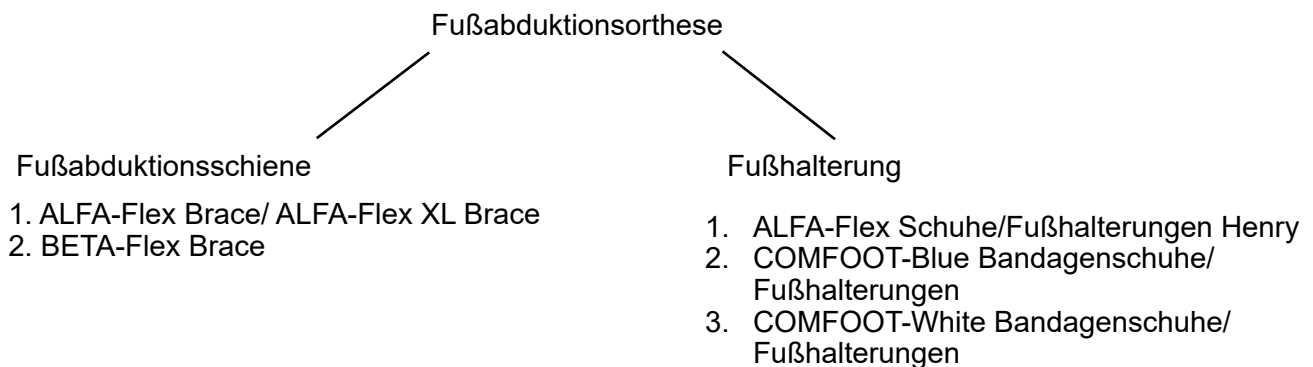 Fußabduktionsorthese
Fußabduktionsschiene
1. ALFA-Flex Brace/ ALFA-Flex XL Brace
2. BETA-Flex Brace
Fußhalterung
1. ALFA-Flex Schuhe/Fußhalterungen Henry
2. COMFOOT-Blue Bandagenschuhe/
Fußhalterungen
3. COMFOOT-White Bandagenschuhe/
Fußhalterungen